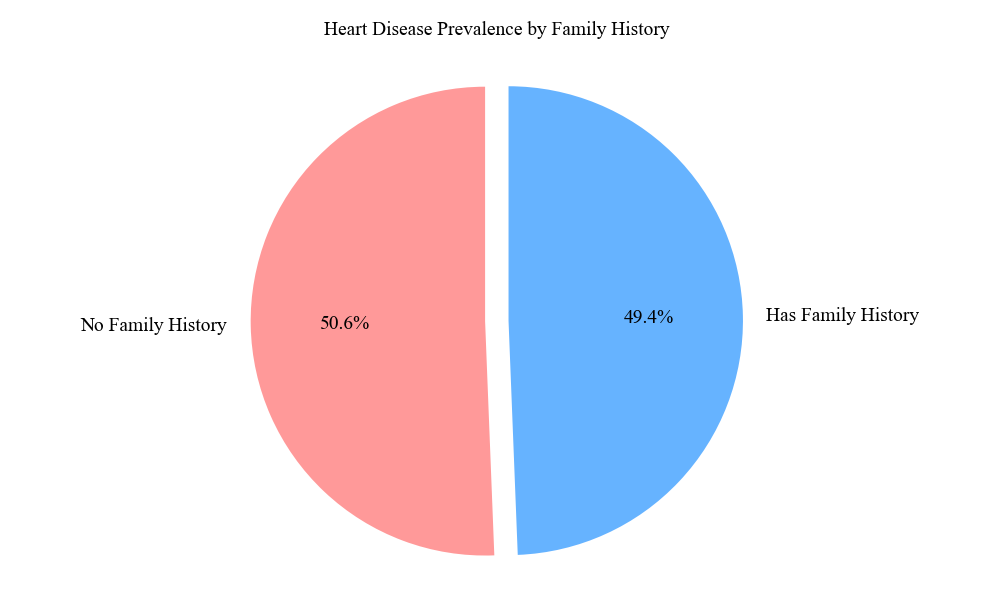 Heart Disease Prevalence by Family History
No Family History
50.6%
49.4%
Has Family History